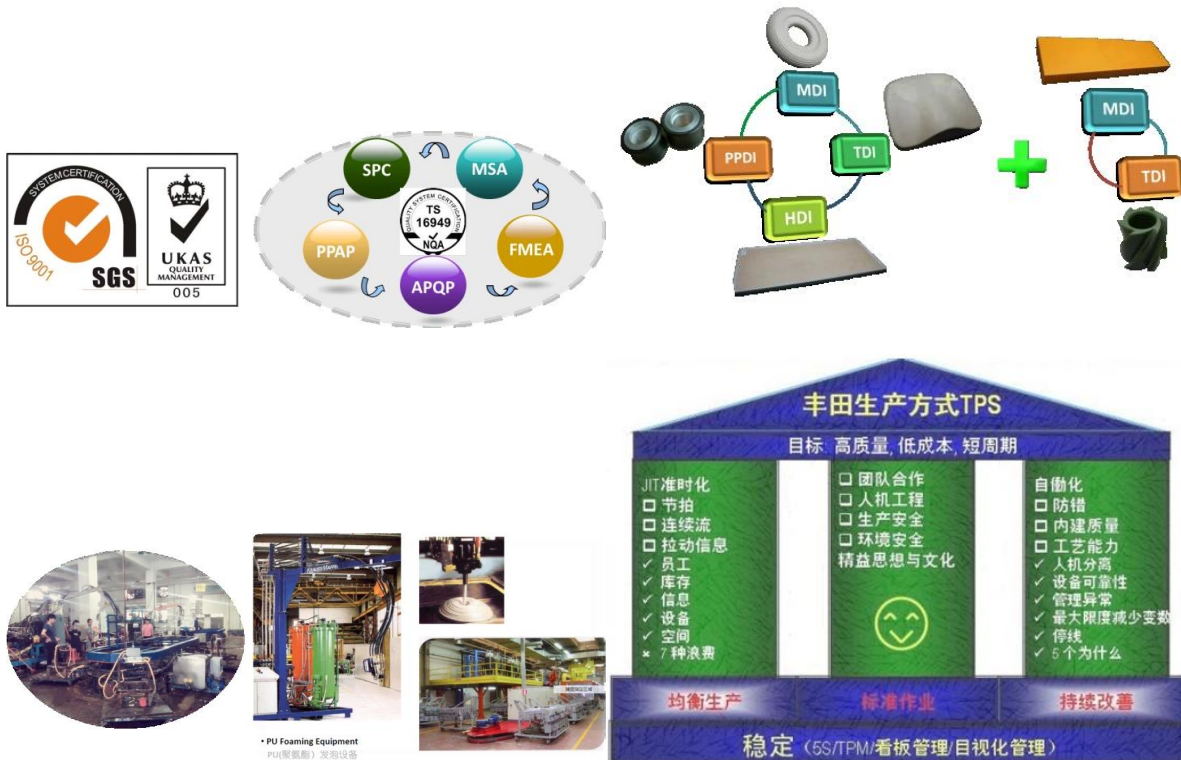 SYSTEM CERTIFICATION
ISO 9001
SGS
UKAS
QUALITY
MANAGEMENT
005
SPC
MSA
PPAP
FMEA
APQP
QUALITY SYSTEM CERTIFICATION
TS
16949
NQA
MDI
PPDI
TDI
HDI
MDI
TDI
• PU Foaming Equipment
PU(聚氨酯)发泡设备
丰田生产方式TPS
目标 高质量,低成本,短周期
JIT准时化
□ 节拍
□ 连续流
□ 拉动信息
✓ 员工
✓ 库存
✓ 信息
✓ 设备
✓ 空间
× 7种浪费
□ 团队合作
□ 人机工程
□ 生产安全
□ 环境安全
精益思想与文化
自働化
□ 防错
□ 内建质量
□ 工艺能力
✓ 人机分离
✓ 设备可靠性
✓ 管理异常
✓ 最大限度减少变数
✓ 停线
✓ 5个为什么
均衡生产
标准作业
持续改善
稳定(5S/TPM/看板管理/目视化管理)